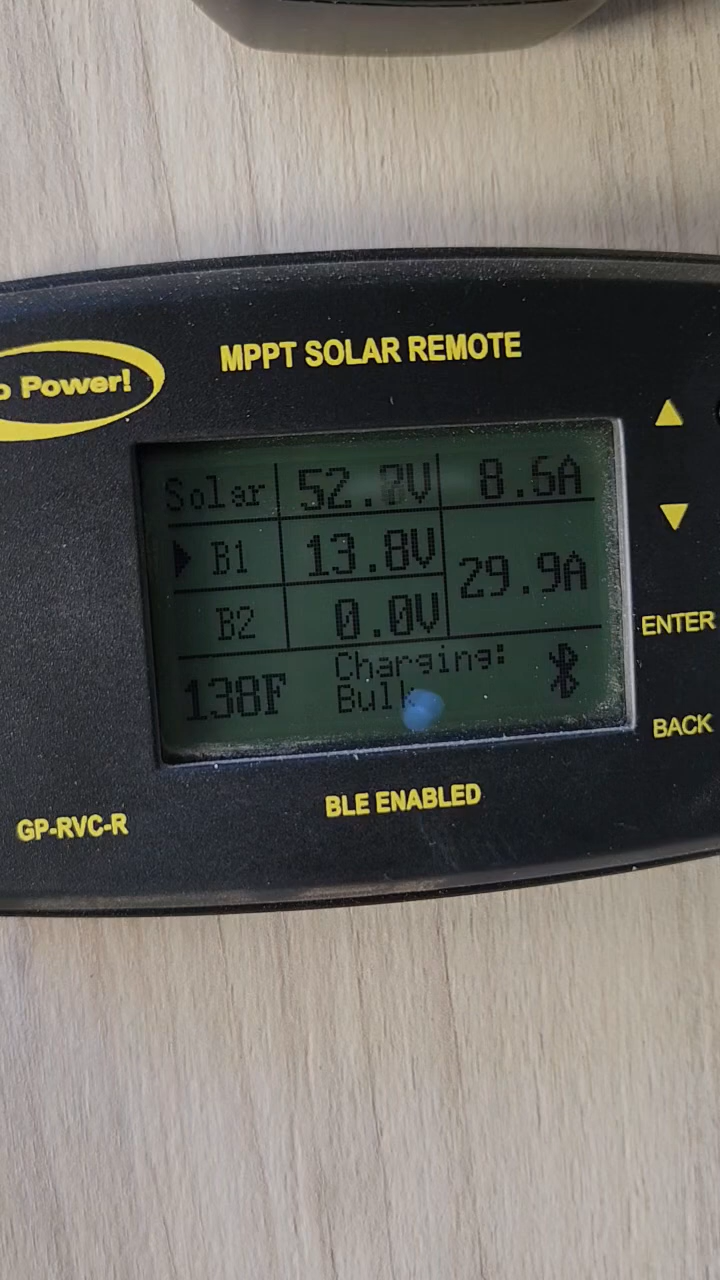 MPPT SOLAR REMOTE
o Power!
Solar 8.6A
B1 13.8V 29.9A
B2 0.0V
138F Charging:
Bulk
ENTER
BACK
BLE ENABLED
GP-RVC-R